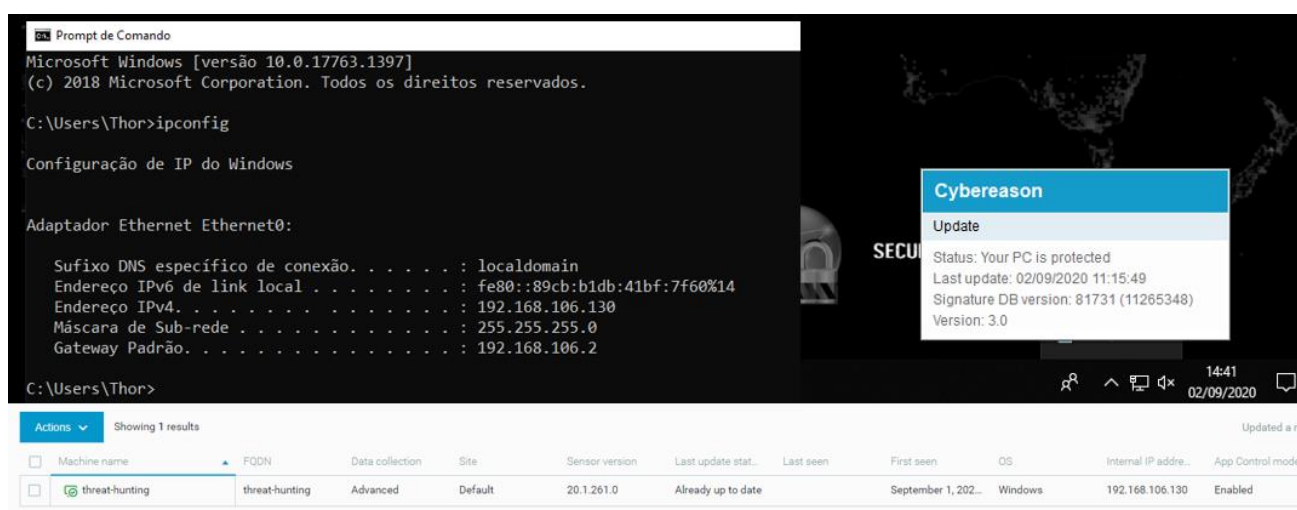 Prompt de Comando
Microsoft Windows [versão 10.0.17763.1397]
(c) 2018 Microsoft Corporation. Todos os direitos reservados.
C:\Users\Thor>ipconfig
Configuração de IP do Windows
Adaptador Ethernet Ethernet0:
Sufixo DNS específico de conexão. . . . . . : localdomain
Endereço IPv6 de link local . . . . . . . . : fe80::89cb:b1db:41bf:7f60%14
Endereço IPv4. . . . . . . . . . . . . . . : 192.168.106.130
Máscara de Sub-rede . . . . . . . . . . . . : 255.255.255.0
Gateway Padrão. . . . . . . . . . . . . . . : 192.168.106.2
C:\Users\Thor>
SECU
Cybereason
Update
Status: Your PC is protected
Last update: 02/09/2020 11:15:49
Signature DB version: 81731 (11265348)
Version: 3.0
14:41
02/09/2020
Actions Showing 1 results Updated a
Machine name FQDN Data collection Site Sensor version Last update stat... Last seen First seen OS Internal IP addre... App Control mode
threat-hunting threat-hunting Advanced Default 20.1.261.0 Already up to date September 1, 202... Windows 192.168.106.130 Enabled